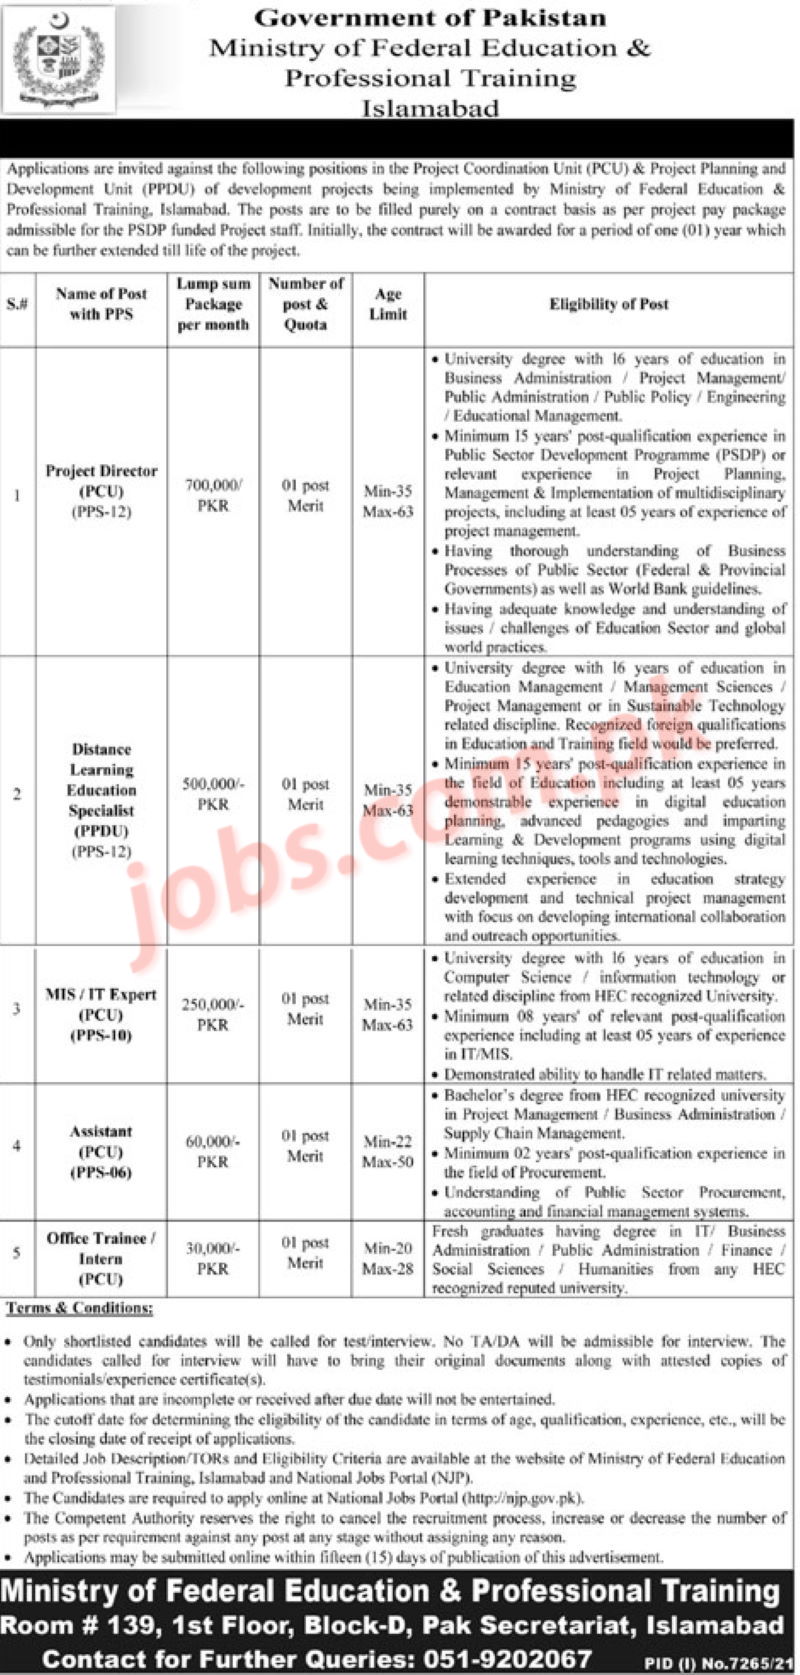 Government of Pakistan
Ministry of Federal Education &
Professional Training
Islamabad
Applications are invited against the following positions in the Project Coordination Unit (PCU) & Project Planning and
Development Unit (PPDU) of development projects being implemented by Ministry of Federal Education &
Professional Training, Islamabad. The posts are to be filled purely on a contract basis as per project pay package
admissible for the PSDP funded Project staff. Initially, the contract will be awarded for a period of one (01) year which
can be further extended till life of the project.
S.#
Name of Post
with PPS
Lump sum
Package
per month
Number of
post &
Quota
Age
Limit
Eligibility of Post
1
Project Director
(PCU)
(PPS-12)
700,000/
PKR
01 post
Merit
Min-35
Max-63
• University degree with 16 years of education in
Business Administration / Project Management/
Public Administration / Public Policy / Engineering
/ Educational Management.
• Minimum 15 years' post-qualification experience in
Public Sector Development Programme (PSDP) or
relevant experience in Project Planning,
Management & Implementation of multidisciplinary
projects, including at least 05 years of experience of
project management.
• Having thorough understanding of Business
Processes of Public Sector (Federal & Provincial
Governments) as well as World Bank guidelines.
• Having adequate knowledge and understanding of
issues / challenges of Education Sector and global
world practices.
2
Distance
Learning
Education
Specialist
(PPDU)
(PPS-12)
500,000/-
PKR
01 post
Merit
Min-35
Max-63
• University degree with 16 years of education in
Education Management / Management Sciences /
Project Management or in Sustainable Technology
related discipline. Recognized foreign qualifications
in Education and Training field would be preferred.
• Minimum 15 years' post-qualification experience in
the field of Education including at least 05 years
demonstrable experience in digital education
planning, advanced pedagogies and imparting
Learning & Development programs using digital
learning techniques, tools and technologies.
• Extended experience in education strategy
development and technical project management
with focus on developing international collaboration
and outreach opportunities.
3
MIS / IT Expert
(PCU)
(PPS-10)
250,000/-
PKR
01 post
Merit
Min-35
Max-63
• University degree with 16 years of education in
Computer Science / information technology or
related discipline from HEC recognized University.
• Minimum 08 years' of relevant post-qualification
experience including at least 05 years of experience
in IT/MIS.
• Demonstrated ability to handle IT related matters.
4
Assistant
(PCU)
(PPS-06)
60,000/-
PKR
01 post
Merit
Min-22
Max-50
• Bachelor's degree from HEC recognized university
in Project Management / Business Administration /
Supply Chain Management.
• Minimum 02 years' post-qualification experience in
the field of Procurement.
• Understanding of Public Sector Procurement,
accounting and financial management systems.
5
Office Trainee /
Intern
(PCU)
30,000/-
PKR
01 post
Merit
Min-20
Max-28
Fresh graduates having degree in IT/ Business
Administration / Public Administration / Finance /
Social Sciences / Humanities from any HEC
recognized reputed university.
jobs.com.pk
Terms & Conditions:
• Only shortlisted candidates will be called for test/interview. No TA/DA will be admissible for interview. The
candidates called for interview will have to bring their original documents along with attested copies of
testimonials/experience certificate(s).
• Applications that are incomplete or received after due date will not be entertained.
• The cutoff date for determining the eligibility of the candidate in terms of age, qualification, experience, etc., will be
the closing date of receipt of applications.
• Detailed Job Description/TORs and Eligibility Criteria are available at the website of Ministry of Federal Education
and Professional Training, Islamabad and National Jobs Portal (NJP).
• The Candidates are required to apply online at National Jobs Portal (http://njp.gov.pk).
• The Competent Authority reserves the right to cancel the recruitment process, increase or decrease the number of
posts as per requirement against any post at any stage without assigning any reason.
• Applications may be submitted online within fifteen (15) days of publication of this advertisement.
Ministry of Federal Education & Professional Training
Room # 139, 1st Floor, Block-D, Pak Secretariat, Islamabad
Contact for Further Queries: 051-9202067
PID (I) No.7265/21